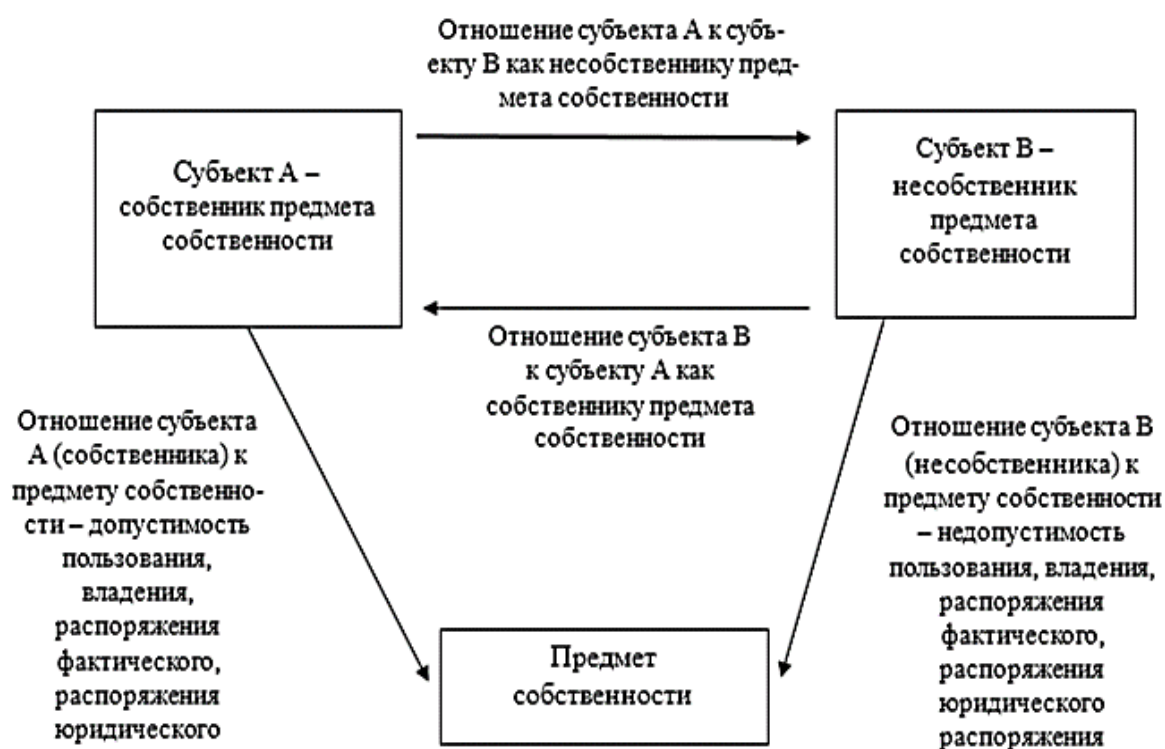 Отношение субъекта А к субъ-
екту В как несобственнику пред-
мета собственности
Субъект А –
собственник предмета
собственности
Субъект В –
несобственник
предмета
собственности
Отношение субъекта В
к субъекту А как
собственнику предмета
собственности
Отношение субъекта
А (собственника) к
предмету собственно-
сти – допустимость
пользования,
владения,
распоряжения
фактического,
распоряжения
юридического
Отношение субъекта В
(несобственника) к
предмету собственности
– недопустимость
пользования, владения,
распоряжения
фактического,
распоряжения
юридического
распоряжения
Предмет
собственности